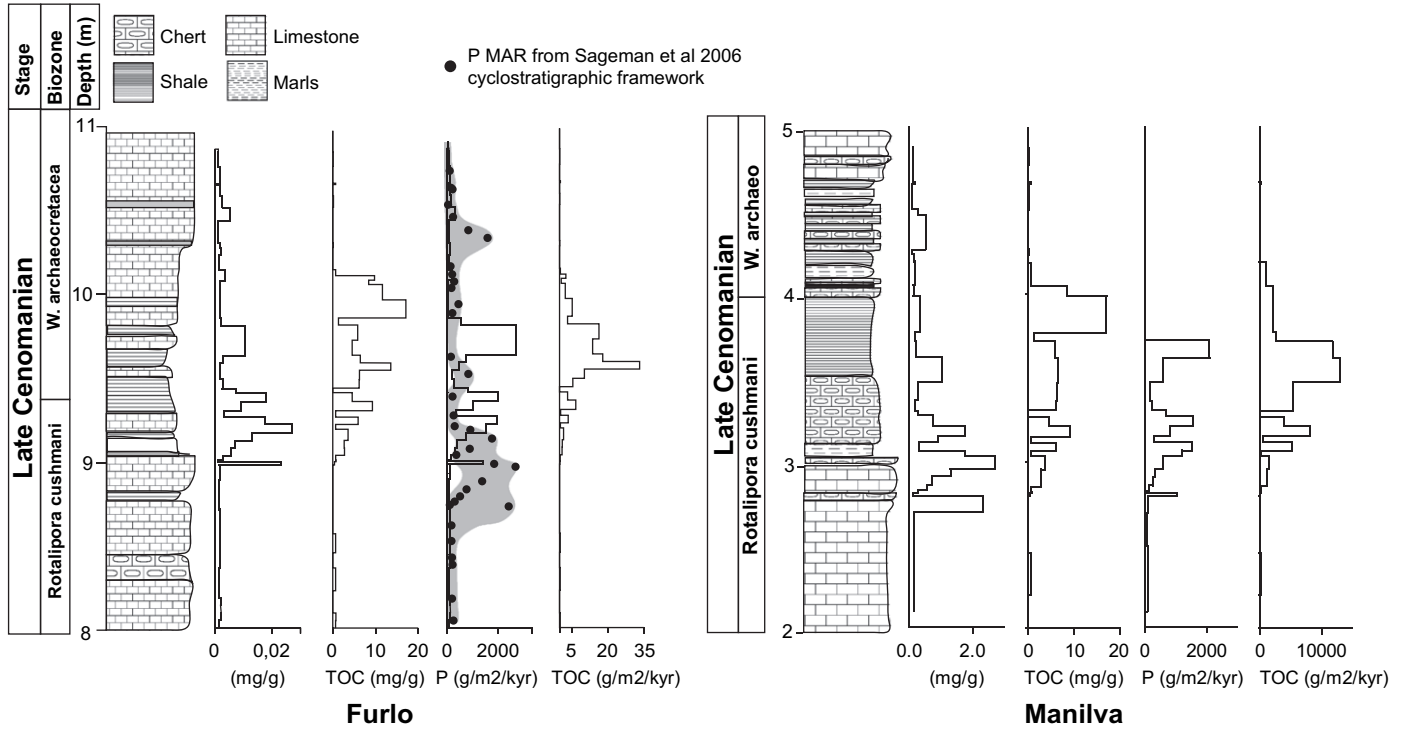 Stage
Biozone
Depth (m)
Chert
Limestone
Shale
Marls
P MAR from Sageman et al 2006
cyclostratigraphic framework
Late Cenomanian
W. archaeocretacea
Rotalipora cushmani
11
10
9
8
0 0,02
(mg/g)
0 10 20
TOC (mg/g)
0 2000
P (g/m2/kyr)
5 20 35
TOC (g/m2/kyr)
Furlo
Late Cenomanian
W. archaeo
Rotalipora cushmani
5
4
3
2
0.0 2.0
(mg/g)
0 10 20
TOC (mg/g)
0 2000
P (g/m2/kyr)
0 10000
TOC (g/m2/kyr)
Manilva